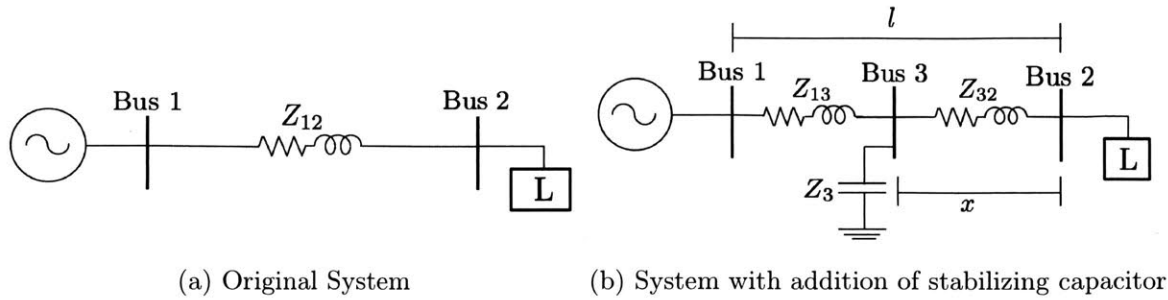 Bus 1
Z₁₂
Bus 2
L
(a) Original System
l
Bus 1
Z₁₃
Bus 3
Z₃₂
Bus 2
L
Z₃
x
(b) System with addition of stabilizing capacitor